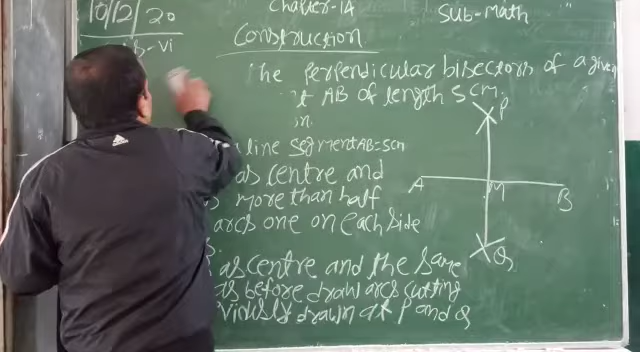 10/12/20
Chapter-14
Sub-Math
-VI
Construction
The perpendicular bisectors of a given
AB of length 5cm.
line segment AB=5cm
as centre and
more than half
arcs one on each side
as centre and the same
as before draw arcs cutting
drawn at P and Q
P
A
M
B
Q
adidas